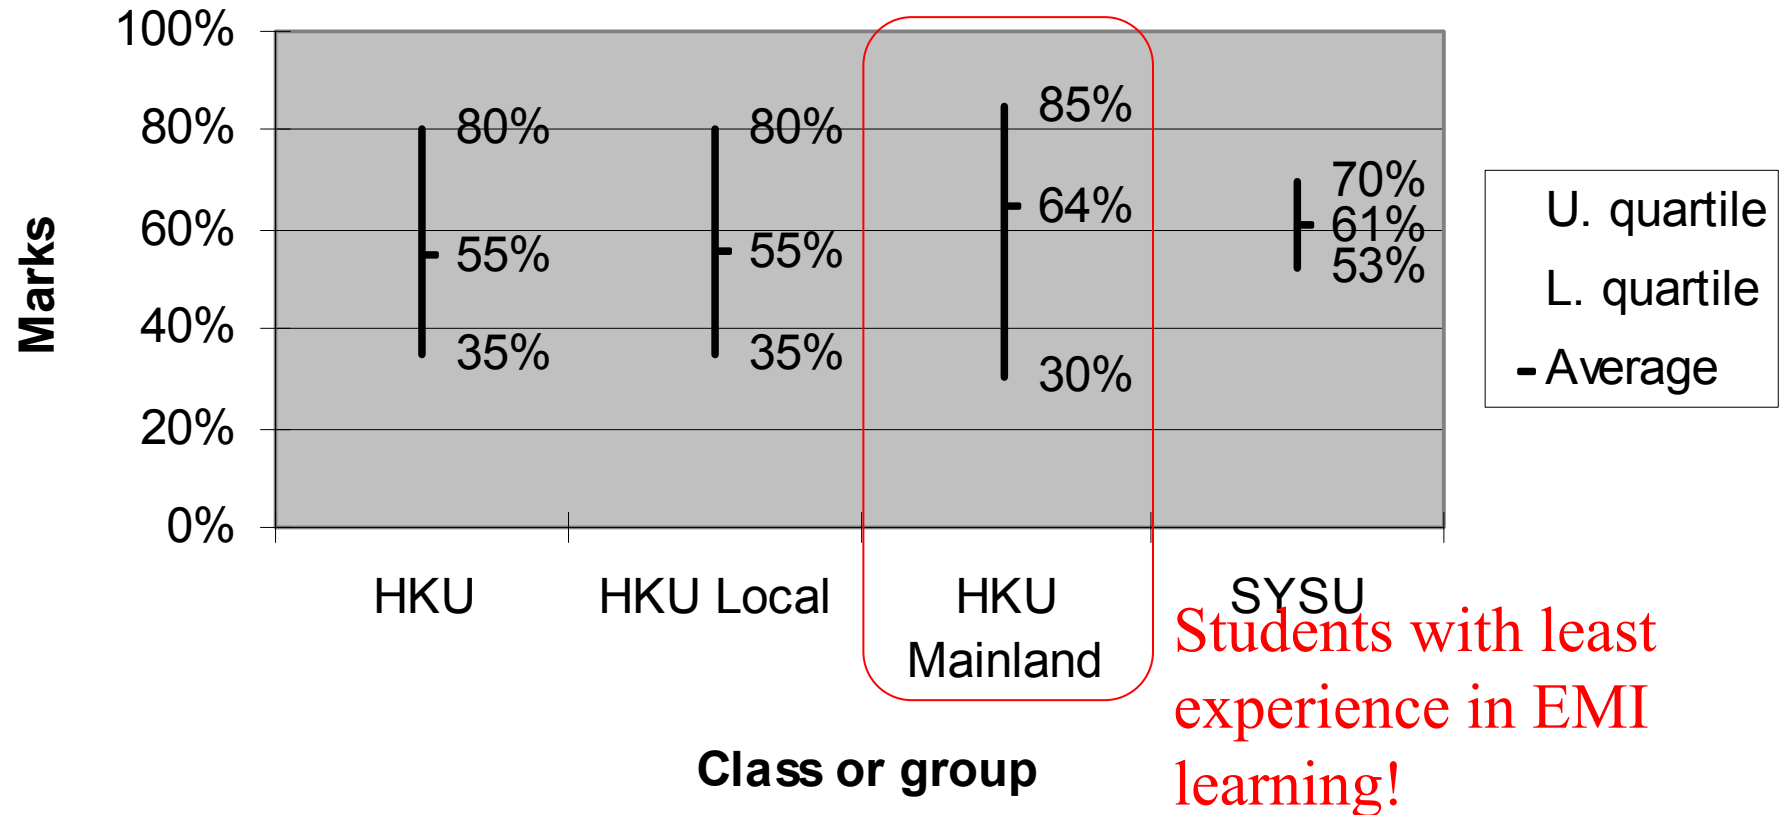 100%
80%
60%
40%
20%
0%
Marks
80%
55%
35%
80%
55%
35%
85%
64%
30%
70%
61%
53%
HKU
HKU Local
HKU
Mainland
SYSU
Class or group
U. quartile
L. quartile
Average
Students with least
experience in EMI
learning!